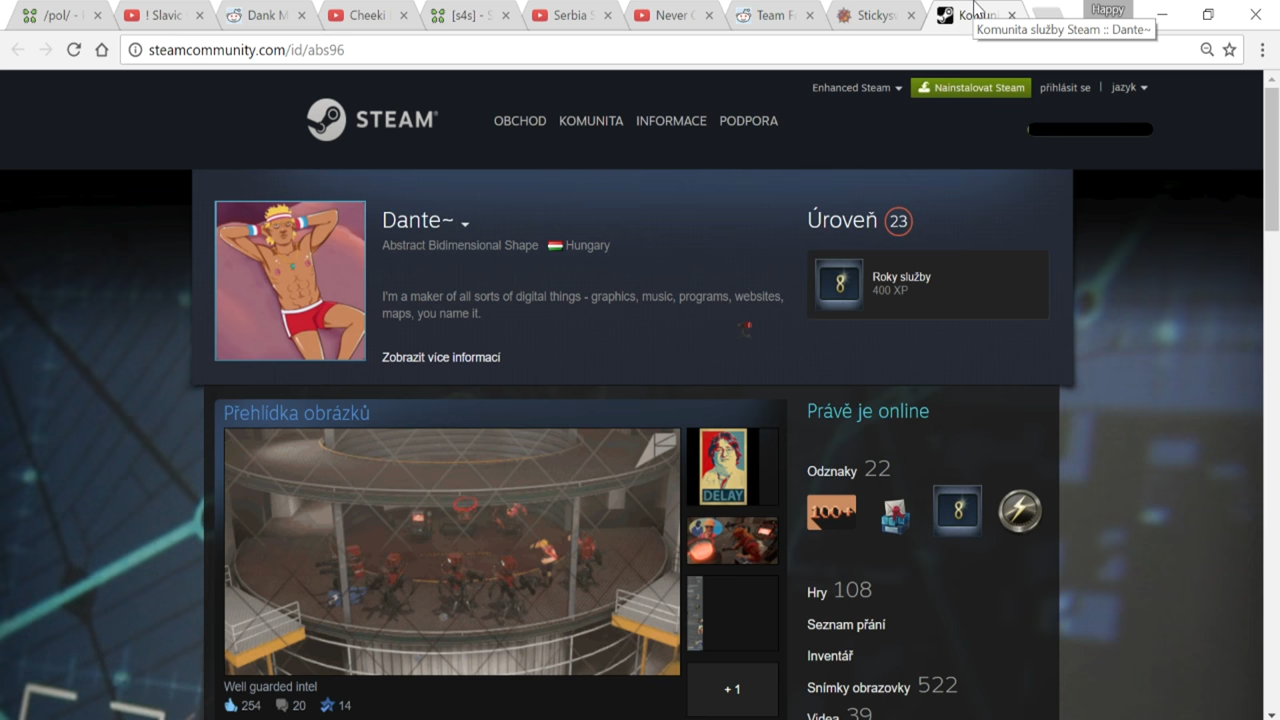 /pol/ -
! Slavic
Dank M
Cheeki
[s4s] - S
Serbia S
Never G
Team F
Stickysw
Komuni
Happy
Komunita služby Steam :: Dante~
steamcommunity.com/id/abs96
Enhanced Steam
Nainstalovat Steam
přihlásit se | jazyk
STEAM®
OBCHOD KOMUNITA INFORMACE PODPORA
Dante~
Abstract Bidimensional Shape Hungary
I'm a maker of all sorts of digital things - graphics, music, programs, websites,
maps, you name it.
Zobrazit více informací
Úroveň 23
8
Roky služby
400 XP
Přehlídka obrázků
DELAY
+ 1
Well guarded intel
254 20 14
Právě je online
Odznaky 22
100+
8
Hry 108
Seznam přání
Inventář
Snímky obrazovky 522
Videa 39